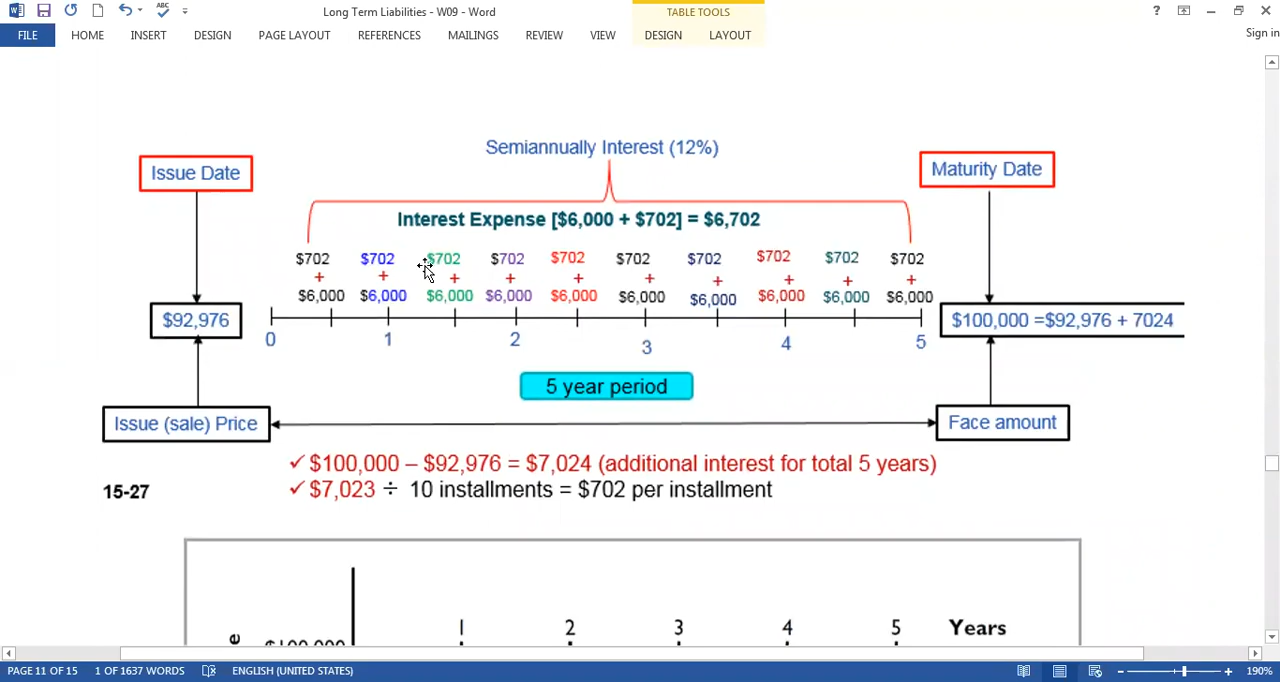 Long Term Liabilities - W09 - Word
TABLE TOOLS
?
FILE HOME INSERT DESIGN PAGE LAYOUT REFERENCES MAILINGS REVIEW VIEW DESIGN LAYOUT Sign in
Semiannually Interest (12%)
Issue Date
Maturity Date
Interest Expense [$6,000 + $702] = $6,702
$702 $702 $702 $702 $702 $702 $702 $702 $702 $702
+ + + + + + + + + +
$6,000 $6,000 $6,000 $6,000 $6,000 $6,000 $6,000 $6,000 $6,000 $6,000
$92,976
$100,000 =$92,976 + 7024
0 1 2 3 4 5
5 year period
Issue (sale) Price
Face amount
✓ $100,000 – $92,976 = $7,024 (additional interest for total 5 years)
✓ $7,023 ÷ 10 installments = $702 per installment
15-27
1 2 3 4 5 Years
PAGE 11 OF 15 1 OF 1637 WORDS ENGLISH (UNITED STATES) 190%